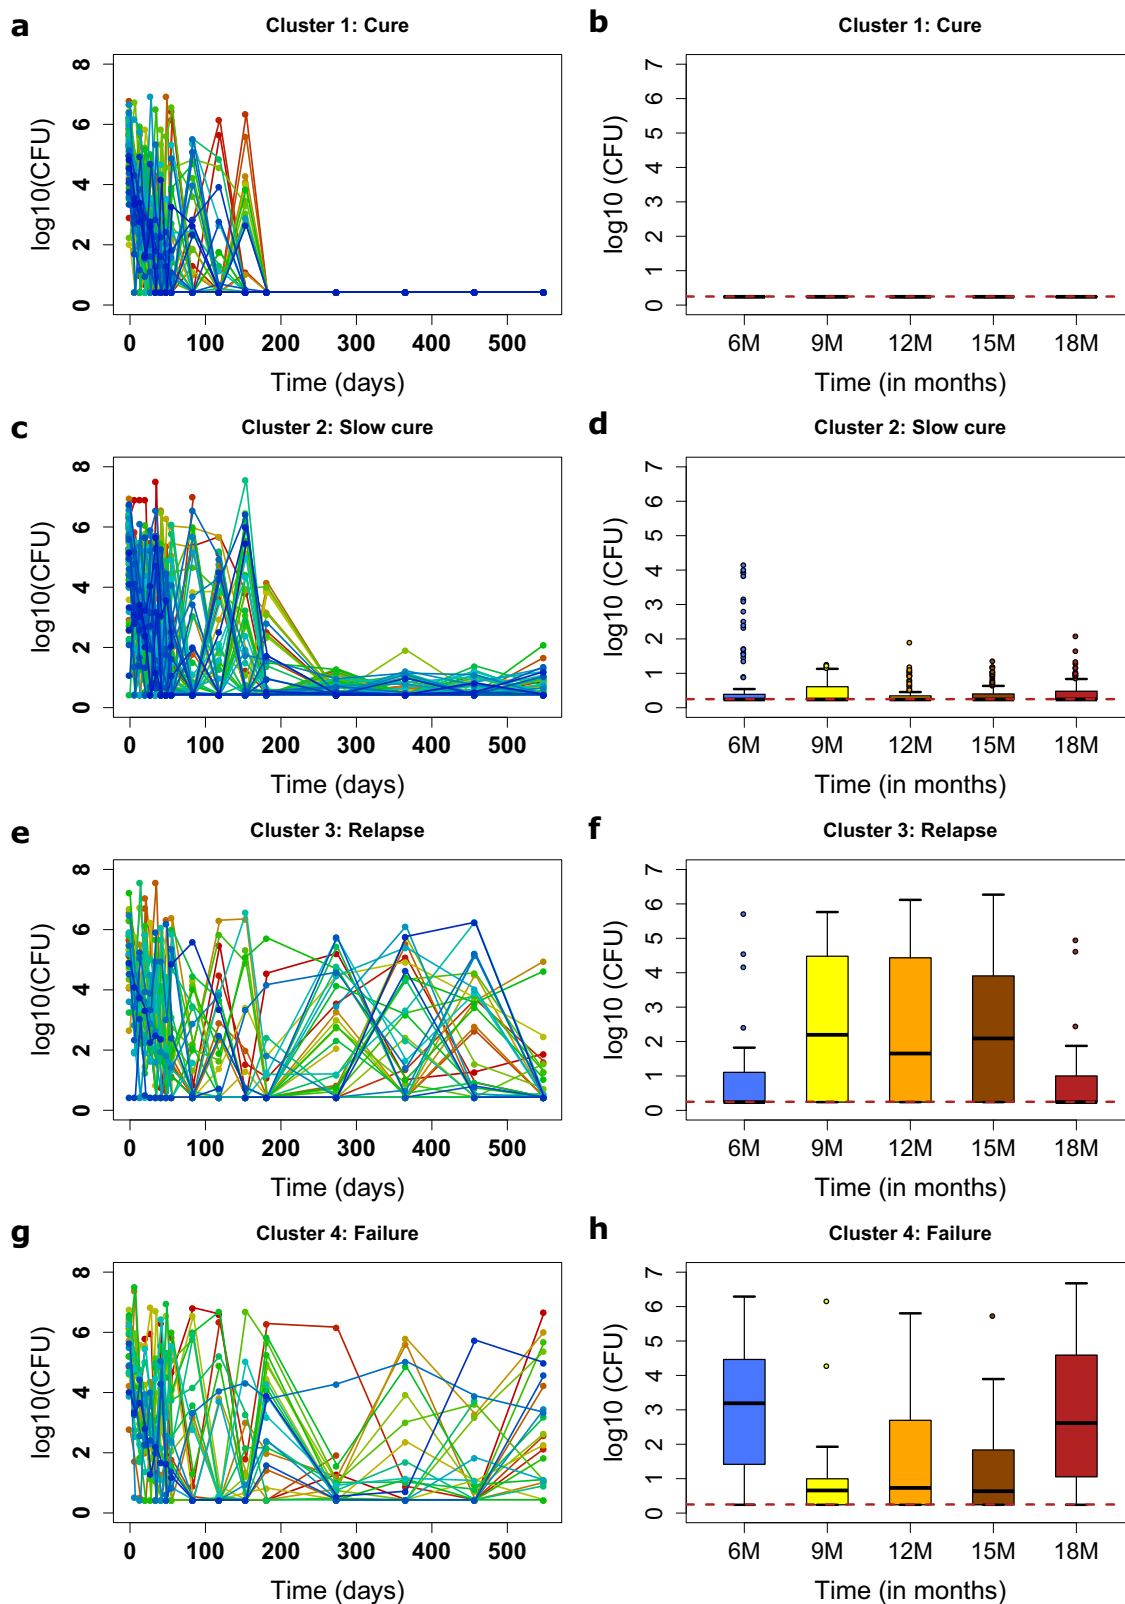 a
Cluster 1: Cure
log10(CFU)
8
6
4
2
0
0 100 200 300 400 500
Time (days)
b
Cluster 1: Cure
log10 (CFU)
7
6
5
4
3
2
1
0
6M 9M 12M 15M 18M
Time (in months)
c
Cluster 2: Slow cure
log10(CFU)
8
6
4
2
0
0 100 200 300 400 500
Time (days)
d
Cluster 2: Slow cure
log10 (CFU)
7
6
5
4
3
2
1
0
6M 9M 12M 15M 18M
Time (in months)
e
Cluster 3: Relapse
log10(CFU)
8
6
4
2
0
0 100 200 300 400 500
Time (days)
f
Cluster 3: Relapse
log10 (CFU)
7
6
5
4
3
2
1
0
6M 9M 12M 15M 18M
Time (in months)
g
Cluster 4: Failure
log10(CFU)
8
6
4
2
0
0 100 200 300 400 500
Time (days)
h
Cluster 4: Failure
log10 (CFU)
7
6
5
4
3
2
1
0
6M 9M 12M 15M 18M
Time (in months)